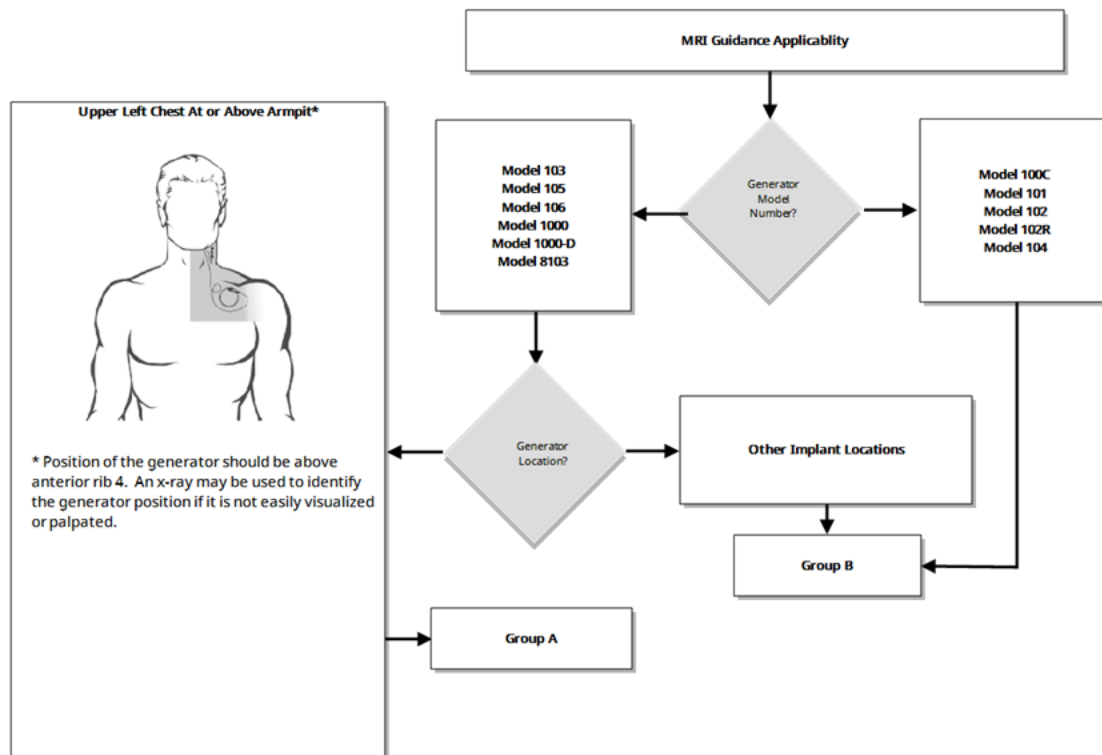 MRI Guidance Applicablity
Upper Left Chest At or Above Armpit*
Model 103
Model 105
Model 106
Model 1000
Model 1000-D
Model 8103
Generator
Model
Number?
Model 100C
Model 101
Model 102
Model 102R
Model 104
* Position of the generator should be above
anterior rib 4. An x-ray may be used to identify
the generator position if it is not easily visualized
or palpated.
Generator
Location?
Other Implant Locations
Group B
Group A